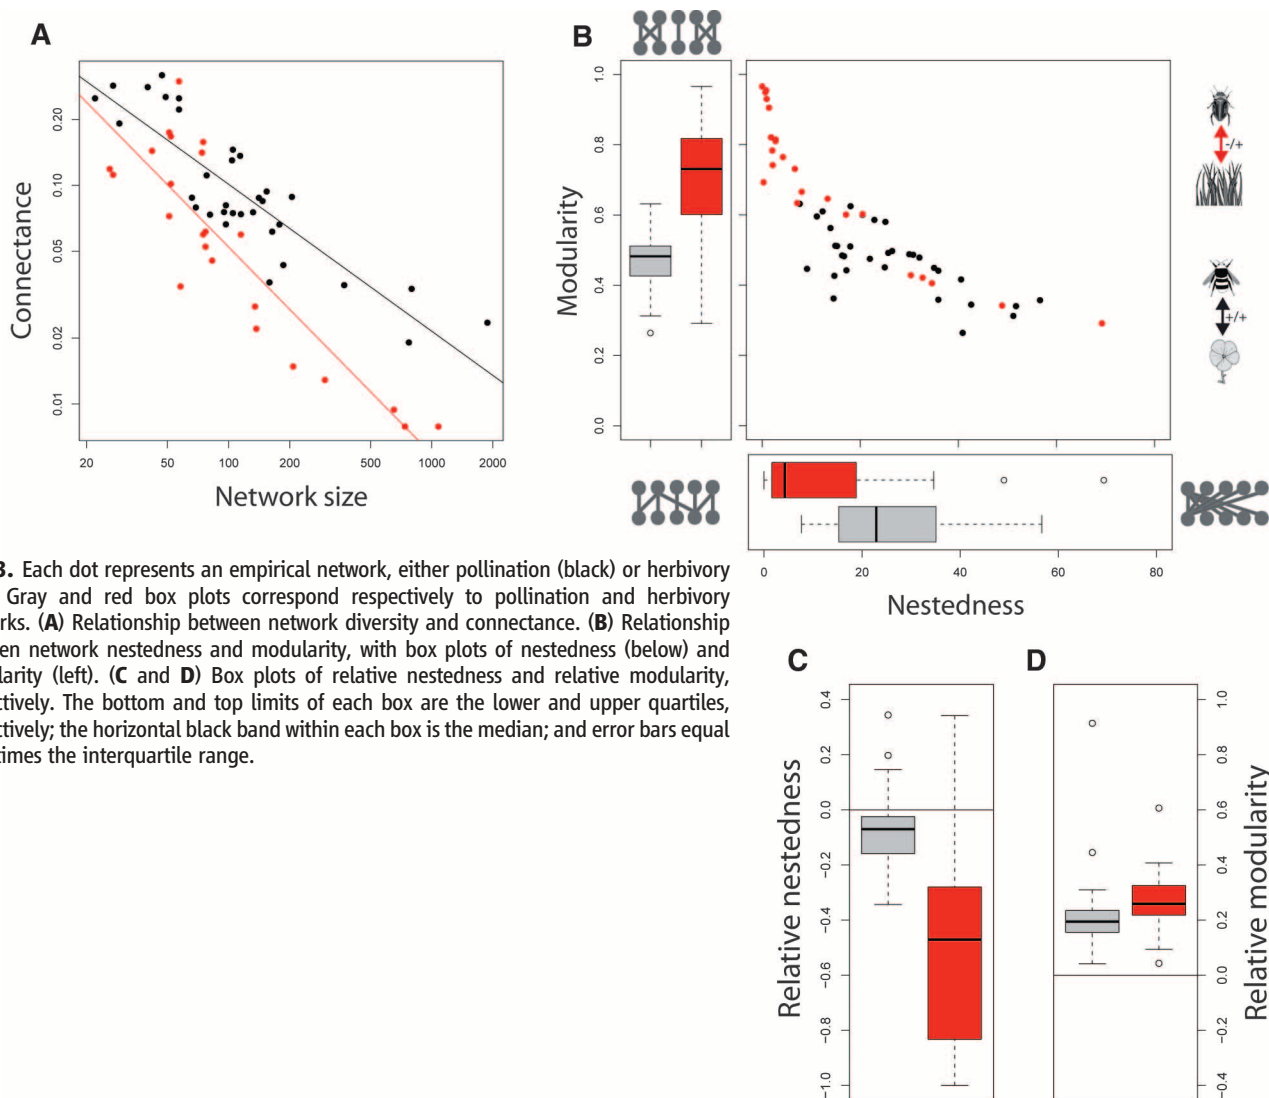 A
B
Connectance
0.20
0.10
0.05
0.02
0.01
20 50 100 200 500 1000 2000
Network size
Modularity
1.0
0.8
0.6
0.4
0.2
0.0
-/+
+/+
0 20 40 60 80
Nestedness
3. Each dot represents an empirical network, either pollination (black) or herbivory
Gray and red box plots correspond respectively to pollination and herbivory
rks. (A) Relationship between network diversity and connectance. (B) Relationship
en network nestedness and modularity, with box plots of nestedness (below) and
larity (left). (C and D) Box plots of relative nestedness and relative modularity,
ctively. The bottom and top limits of each box are the lower and upper quartiles,
ctively; the horizontal black band within each box is the median; and error bars equal
times the interquartile range.
C
D
Relative nestedness
0.4
0.2
0.0
−0.2
−0.4
−0.6
−0.8
−1.0
1.0
0.8
0.6
0.4
0.2
0.0
−0.2
−0.4
Relative modularity